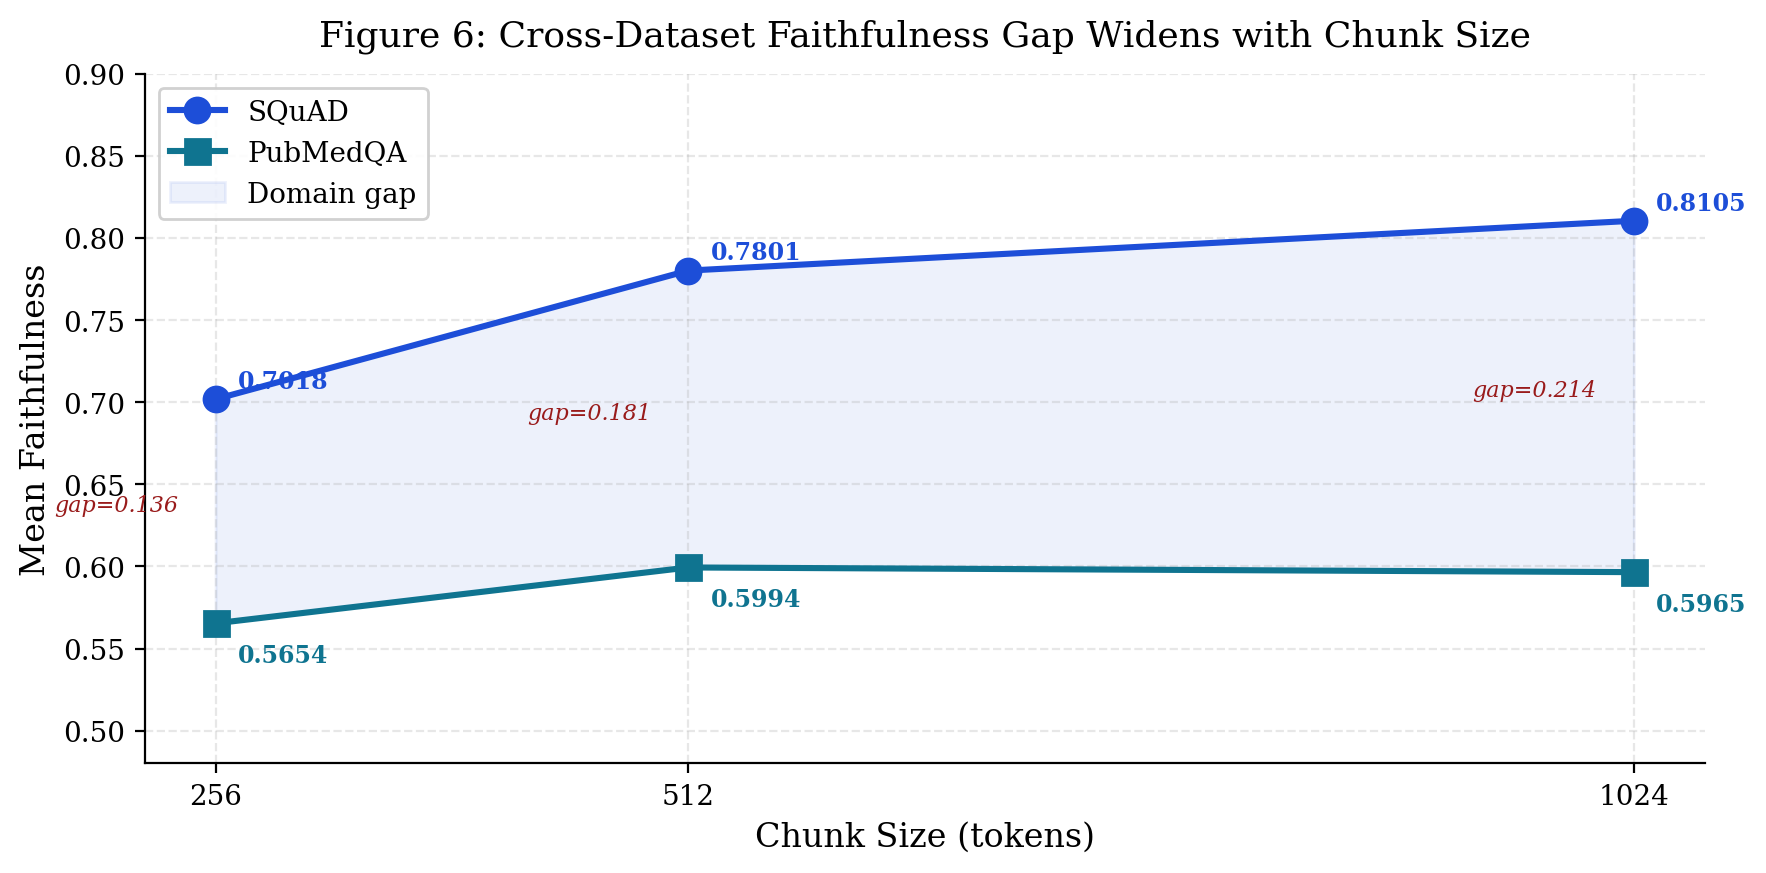 Figure 6: Cross-Dataset Faithfulness Gap Widens with Chunk Size
Mean Faithfulness
0.90
0.85
0.80
0.75
0.70
0.65
0.60
0.55
0.50
SQuAD
PubMedQA
Domain gap
0.7018
0.7801
0.8105
gap=0.136
gap=0.181
gap=0.214
0.5654
0.5994
0.5965
256
512
1024
Chunk Size (tokens)